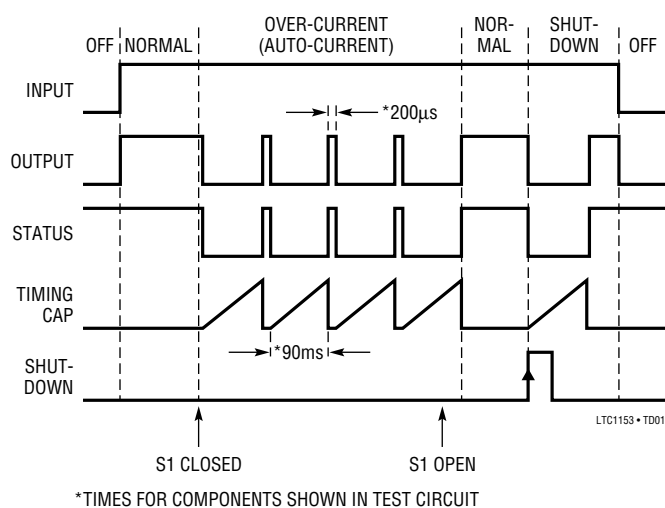 OFF NORMAL OVER-CURRENT (AUTO-CURRENT) NOR-MAL SHUT-DOWN OFF
INPUT
*200µs
OUTPUT
STATUS
TIMING
CAP
*90ms
SHUT-
DOWN
LTC1153 • TD01
S1 CLOSED S1 OPEN
*TIMES FOR COMPONENTS SHOWN IN TEST CIRCUIT